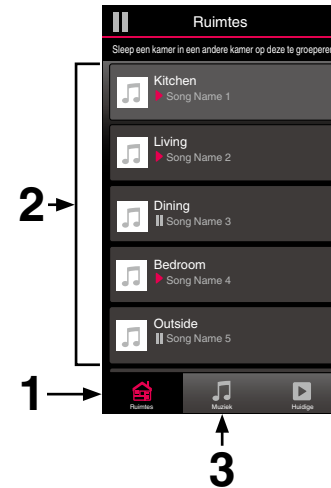 Ruimtes
Sleep een kamer in een andere kamer op deze te groeperen
Kitchen
Song Name 1
Living
Song Name 2
Dining
Song Name 3
Bedroom
Song Name 4
Outside
Song Name 5
2
1
Ruimtes
Muziek
Huidige
3